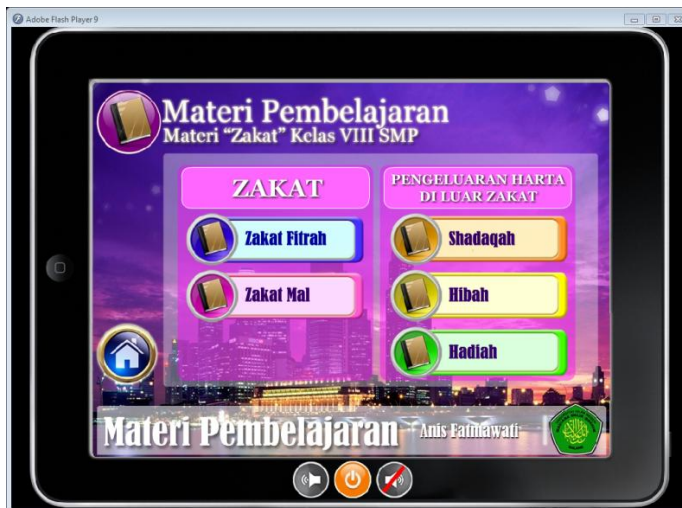 Adobe Flash Player 9
Materi Pembelajaran
Materi “Zakat” Kelas VIII SMP
ZAKAT
Zakat Fitrah
Zakat Mal
PENGELUARAN HARTA
DI LUAR ZAKAT
Shadaqah
Hibah
Hadiah
Materi Pembelajaran
Anis Fatmawati